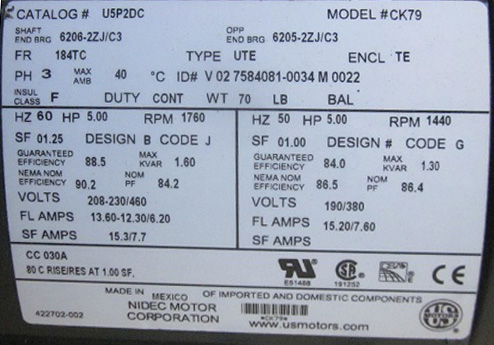 CATALOG # U5P2DC MODEL # CK79
SHAFT END BRG 6206-2ZJ/C3 OPP END BRG 6205-2ZJ/C3
FR 184TC TYPE UTE ENCL TE
PH 3 MAX AMB 40 °C ID# V 02 7584081-0034 M 0022
INSUL CLASS F DUTY CONT WT 70 LB BAL
HZ 60 HP 5.00 RPM 1760
SF 01.25 DESIGN B CODE J
GUARANTEED EFFICIENCY 88.5 MAX KVAR 1.60
NEMA NOM EFFICIENCY 90.2 NOM PF 84.2
VOLTS 208-230/460
FL AMPS 13.60-12.30/6.20
SF AMPS 15.3/7.7
HZ 50 HP 5.00 RPM 1440
SF 01.00 DESIGN # CODE G
GUARANTEED EFFICIENCY 84.0 MAX KVAR 1.30
NEMA NOM EFFICIENCY 86.5 NOM PF 86.4
VOLTS 190/380
FL AMPS 15.20/7.60
SF AMPS
CC 030A
80 C RISE/RES AT 1.00 SF.
UR E51488
SA 191252
CE
MADE IN MEXICO OF IMPORTED AND DOMESTIC COMPONENTS
NIDEC MOTOR CORPORATION
*CK79*
422702-002
www.usmotors.com
US MOTORS